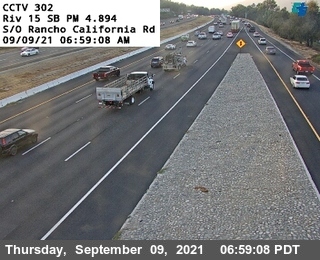 CCTV 302
Riv 15 SB PM 4.894
S/O Rancho California Rd
09/09/21 06:59:08 AM
Thursday, September 09, 2021 06:59:08 PDT